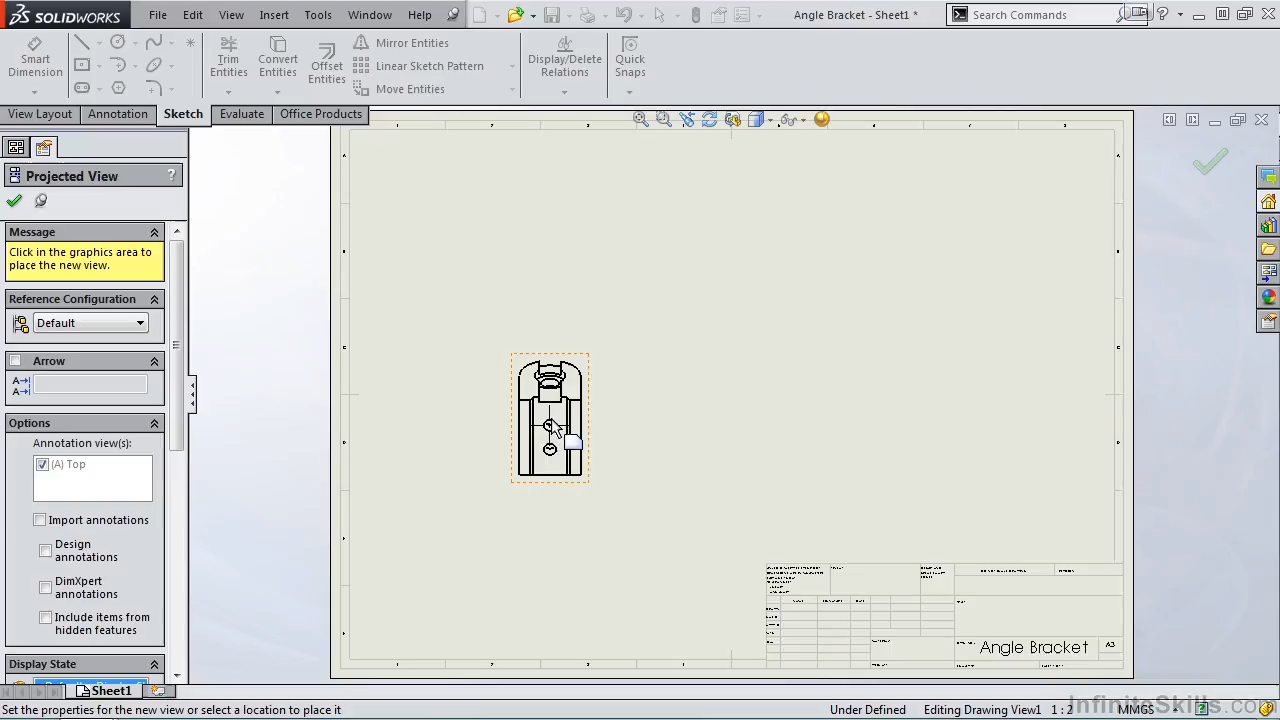 SOLIDWORKS
File Edit View Insert Tools Window Help
Angle Bracket - Sheet1 *
Search Commands
Smart Dimension
Trim Entities
Convert Entities
Offset Entities
Mirror Entities
Linear Sketch Pattern
Move Entities
Display/Delete Relations
Quick Snaps
View Layout Annotation Sketch Evaluate Office Products
Projected View
?
Message
Click in the graphics area to
place the new view.
Reference Configuration
Default
Arrow
Options
Annotation view(s):
(A) Top
Import annotations
Design
annotations
DimXpert
annotations
Include items from
hidden features
Display State
Angle Bracket
A3
Sheet1
InfiniteSkills.com
Set the properties for the new view or select a location to place it
Under Defined
Editing Drawing View1
1 : 2
MMGS